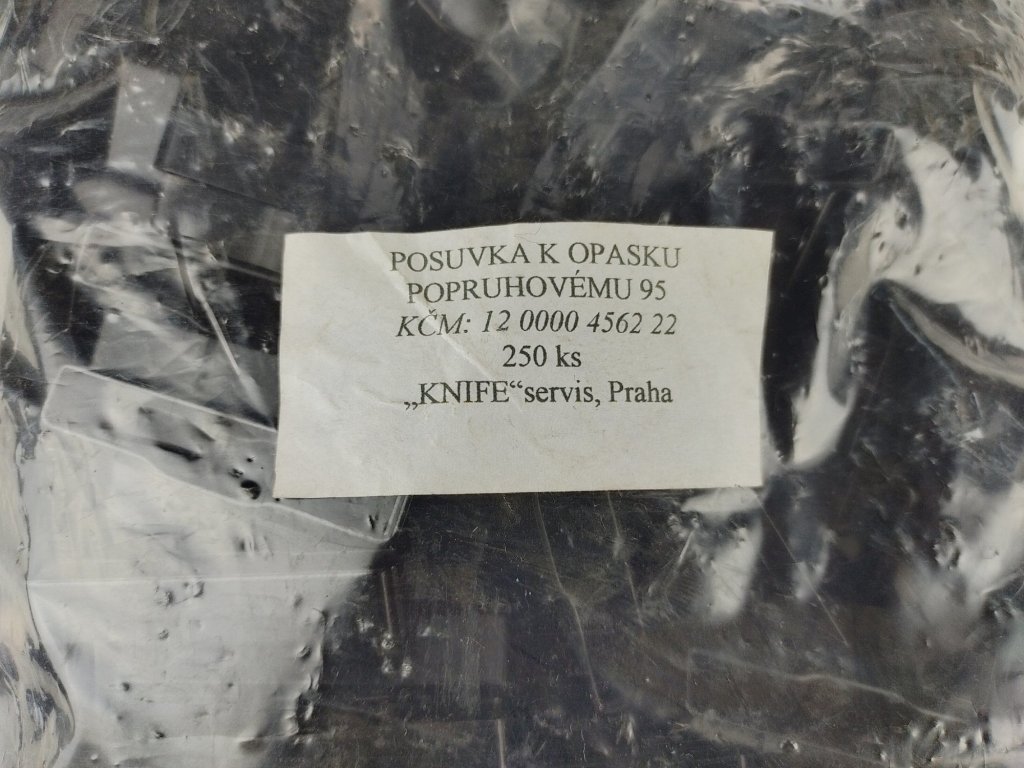 POSUVKA K OPASKU
POPRUHOVÉMU 95
KČM: 12 0000 4562 22
250 ks
„KNIFE“servis, Praha